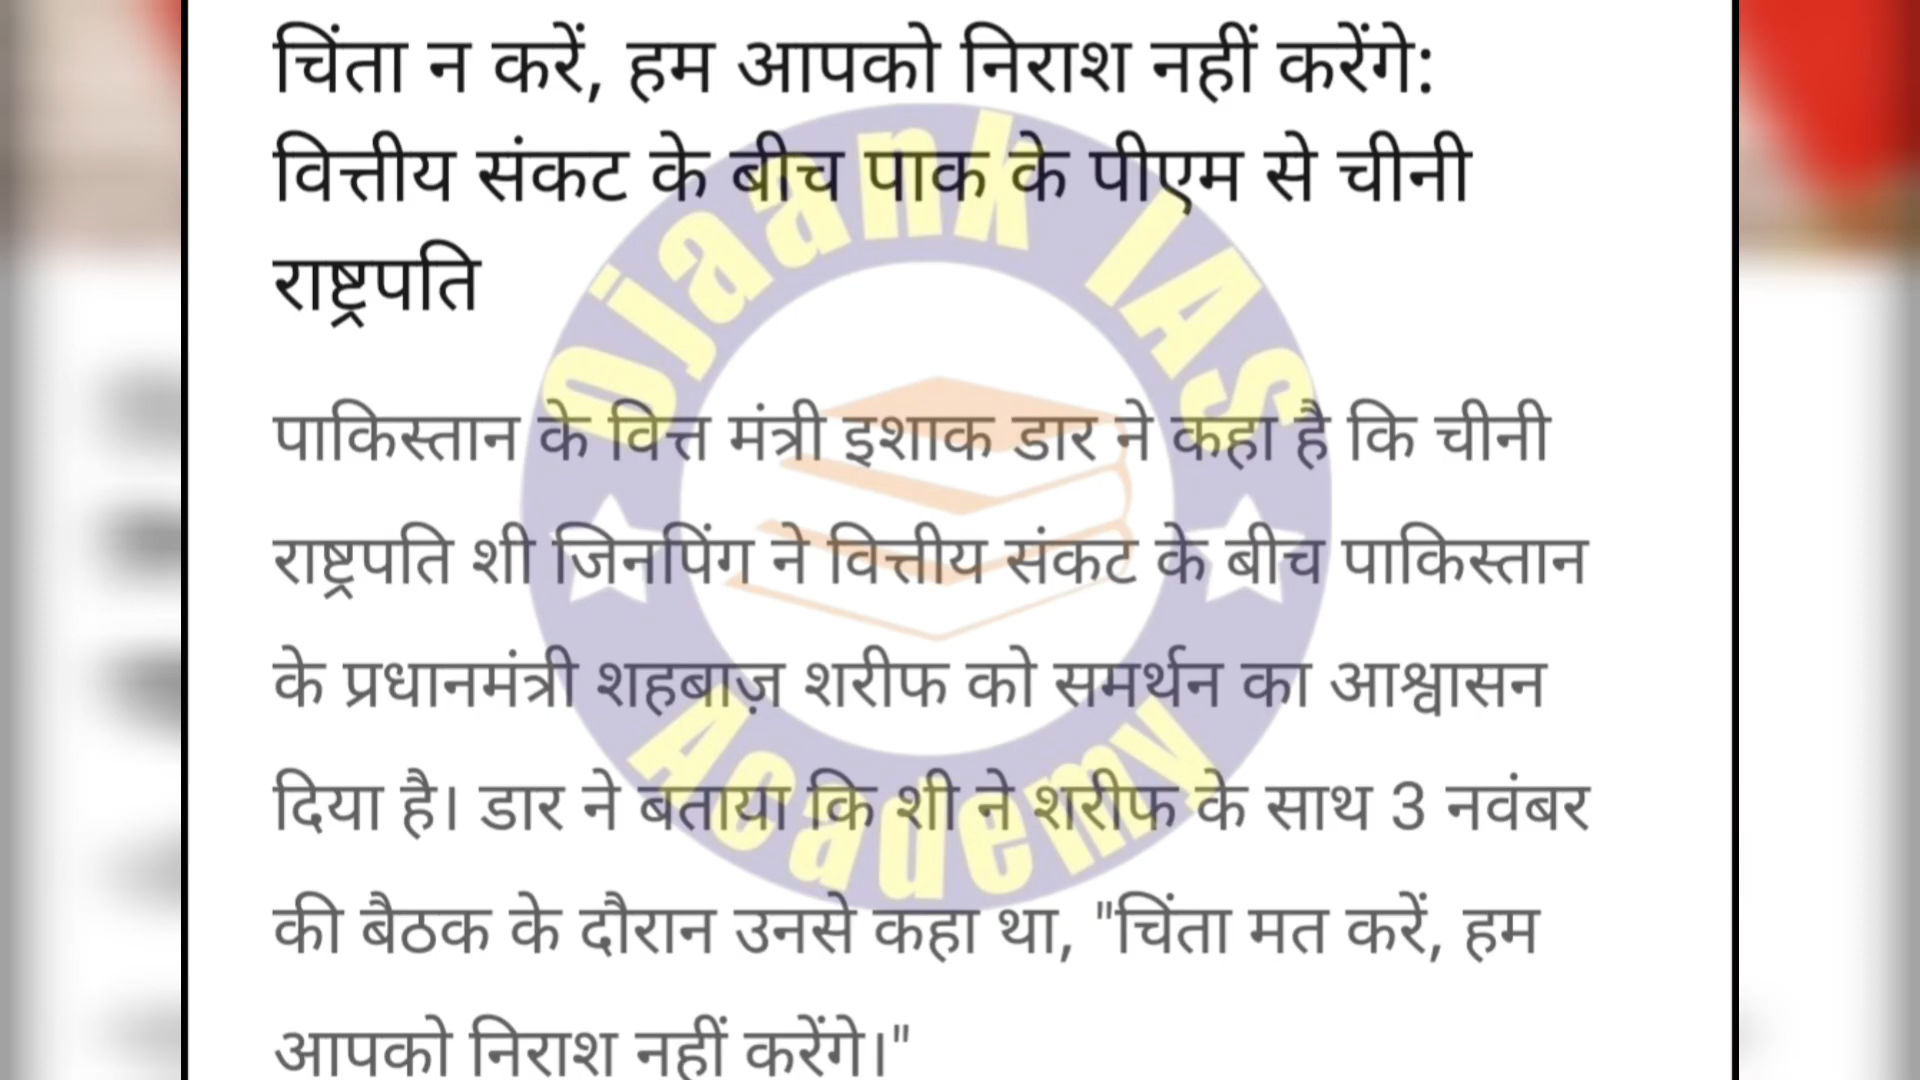 चिंता न करें, हम आपको निराश नहीं करेंगे:
वित्तीय संकट के बीच पाक के पीएम से चीनी
राष्ट्रपति
Ojaank IAS
पाकिस्तान के वित्त मंत्री इशाक डार ने कहा है कि चीनी
राष्ट्रपति शी जिनपिंग ने वित्तीय संकट के बीच पाकिस्तान
के प्रधानमंत्री शहबाज़ शरीफ को समर्थन का आश्वासन
दिया है। डार ने बताया कि शी ने शरीफ के साथ 3 नवंबर
Academy
की बैठक के दौरान उनसे कहा था, "चिंता मत करें, हम
आपको निराश नहीं करेंगे।"